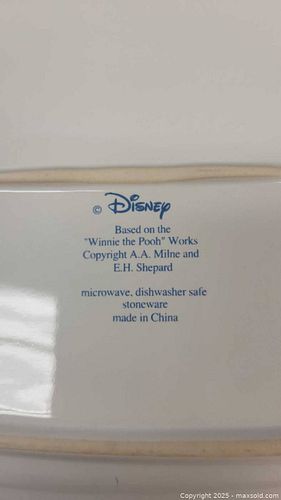 © Disney
Based on the
"Winnie the Pooh" Works
Copyright A.A. Milne and
E.H. Shepard
microwave, dishwasher safe
stoneware
made in China
Copyright 2025 - maxsold.com